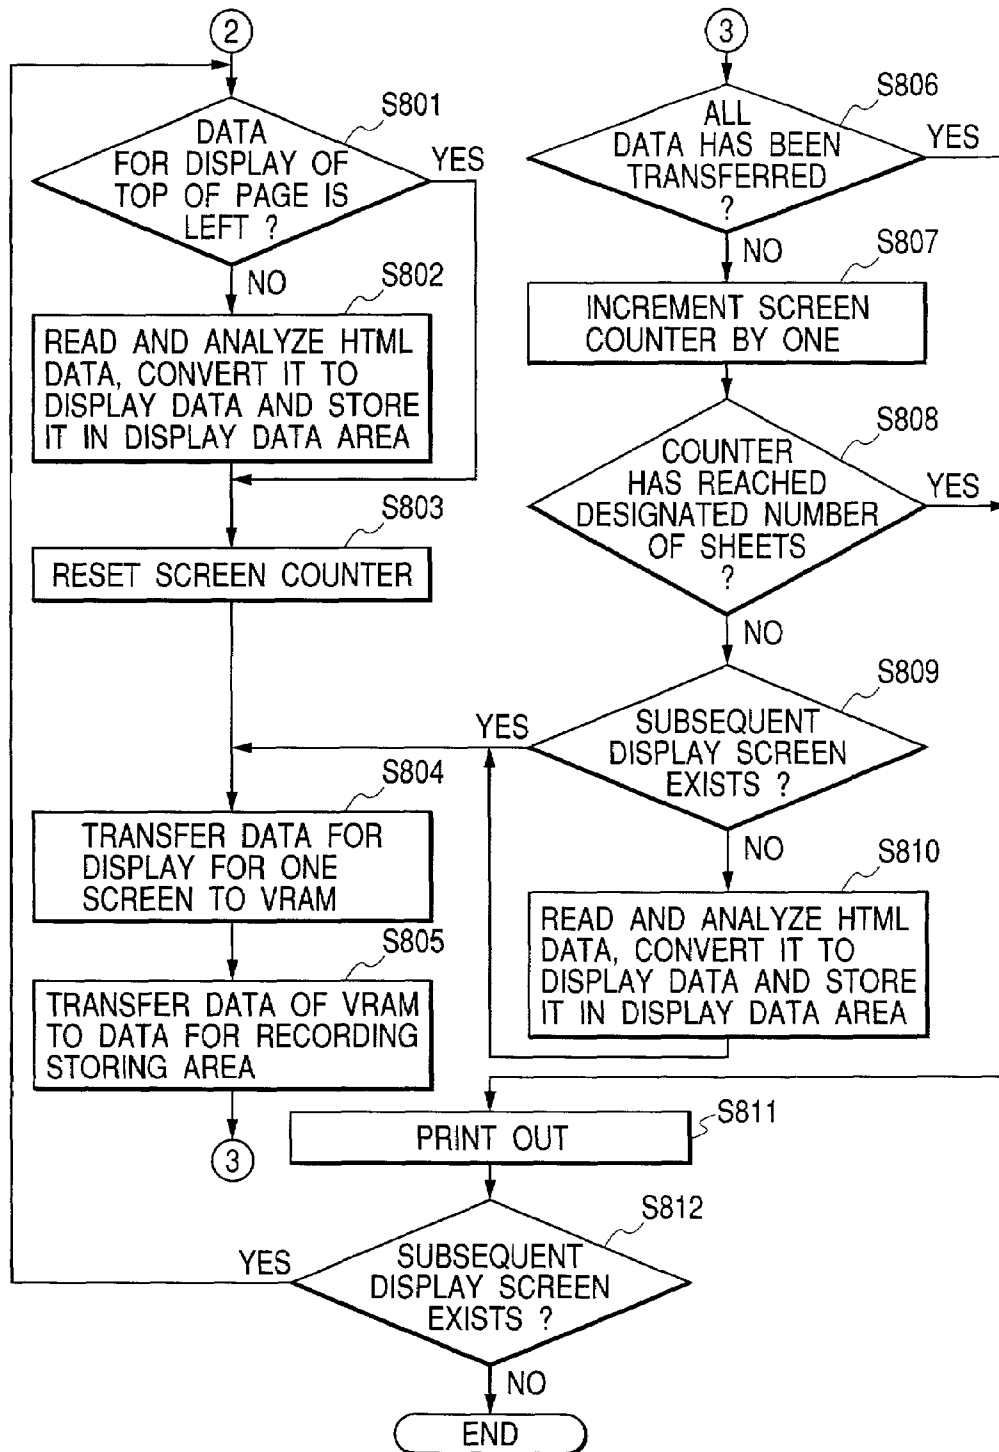 2
S801
DATA
FOR DISPLAY OF
TOP OF PAGE IS
LEFT ?
YES
NO
S802
READ AND ANALYZE HTML
DATA, CONVERT IT TO
DISPLAY DATA AND STORE
IT IN DISPLAY DATA AREA
S803
RESET SCREEN COUNTER
S804
TRANSFER DATA FOR
DISPLAY FOR ONE
SCREEN TO VRAM
S805
TRANSFER DATA OF VRAM
TO DATA FOR RECORDING
STORING AREA
3
3
S806
ALL
DATA HAS BEEN
TRANSFERRED
?
YES
NO
S807
INCREMENT SCREEN
COUNTER BY ONE
S808
COUNTER
HAS REACHED
DESIGNATED NUMBER
OF SHEETS
?
YES
NO
S809
SUBSEQUENT
DISPLAY SCREEN
EXISTS ?
YES
NO
S810
READ AND ANALYZE HTML
DATA, CONVERT IT TO
DISPLAY DATA AND STORE
IT IN DISPLAY DATA AREA
S811
PRINT OUT
S812
SUBSEQUENT
DISPLAY SCREEN
EXISTS ?
YES
NO
END